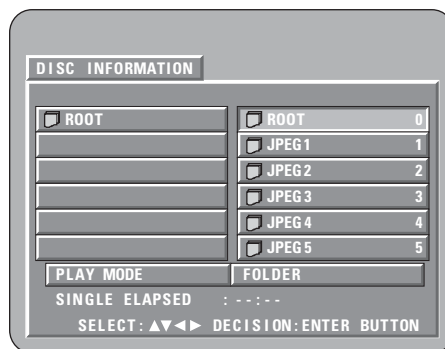 DISC INFORMATION
ROOT
ROOT 0
JPEG1 1
JPEG2 2
JPEG3 3
JPEG4 4
JPEG5 5
PLAY MODE FOLDER
SINGLE ELAPSED :--:--
SELECT:▲▼◄► DECISION:ENTER BUTTON